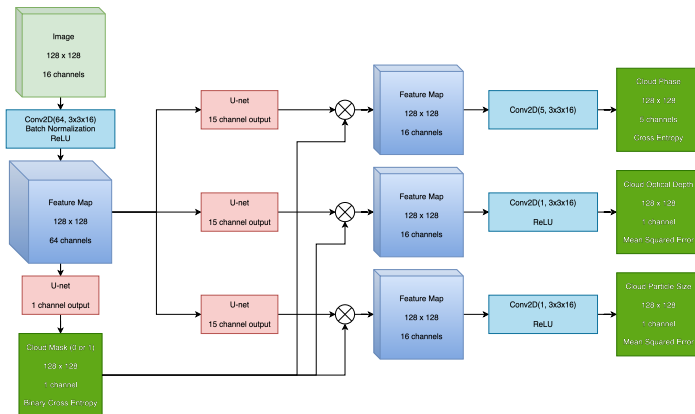 Image
128 x 128
16 channels
Conv2D(64, 3x3x16)
Batch Normalization
ReLU
Feature Map
128 x 128
64 channels
U-net
1 channel output
Cloud Mask (0 or 1)
128 x 128
1 channel
Binary Cross Entropy
U-net
15 channel output
Feature Map
128 x 128
16 channels
Conv2D(5, 3x3x16)
Cloud Phase
128 x 128
5 channels
Cross Entropy
U-net
15 channel output
Feature Map
128 x 128
16 channels
Conv2D(1, 3x3x16)
ReLU
Cloud Optical Depth
128 x 128
1 channel
Mean Squared Error
U-net
15 channel output
Feature Map
128 x 128
16 channels
Conv2D(1, 3x3x16)
ReLU
Cloud Particle Size
128 x 128
1 channel
Mean Squared Error